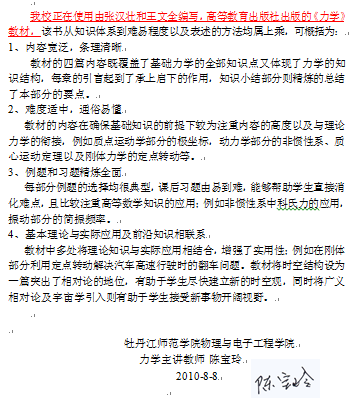 我校正在使用由张汉壮和王文全编写，高等教育出版社出版的《力学》
教材，该书从知识体系到难易程度以及表述的方法均属上乘，可概括为：
1、内容宽泛，条理清晰。
教材的四篇内容既覆盖了基础力学的全部知识点又体现了力学的知
识结构，每章的引言起到了承上启下的作用，知识小结部分则精炼的总结
了本部分的要点。
2、难度适中，通俗易懂。
教材的内容在确保基础知识的前提下较为注重内容的高度以及与理论
力学的衔接，例如质点运动学部分的极坐标，动力学部分的非惯性系、质
心运动定理以及刚体力学的定点转动等。
3、例题和习题精炼全面。
每部分例题的选择均很典型，课后习题由易到难，能够帮助学生直接消
化难点，且比较注重高等数学知识的应用；例如非惯性系中科氏力的应用，
振动部分的简振频率。
4、基本理论与实际应用及前沿知识相联系。
教材中多处将理论知识与实际应用相结合，增强了实用性；例如在刚体
部分利用定点转动解决汽车高速行驶时的翻车问题。教材将时空结构设为
一篇突出了相对论的地位，有助于学生尽快建立新的时空观，同时将广义
相对论及宇宙学引入则有助于学生接受新事物开阔视野。
牡丹江师范学院物理与电子工程学院
力学主讲教师 陈宝玲
2010-8-8.
陈宝玲